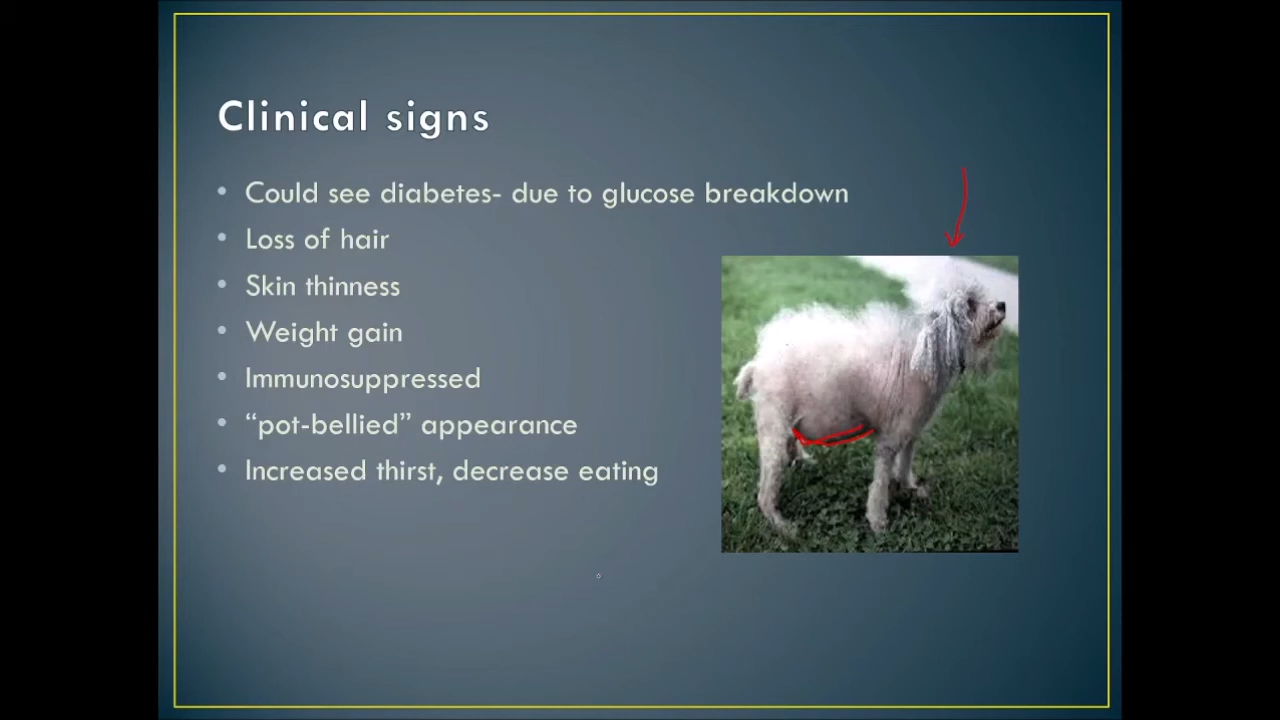 Clinical signs
• Could see diabetes- due to glucose breakdown
• Loss of hair
• Skin thinness
• Weight gain
• Immunosuppressed
• “pot-bellied” appearance
• Increased thirst, decrease eating